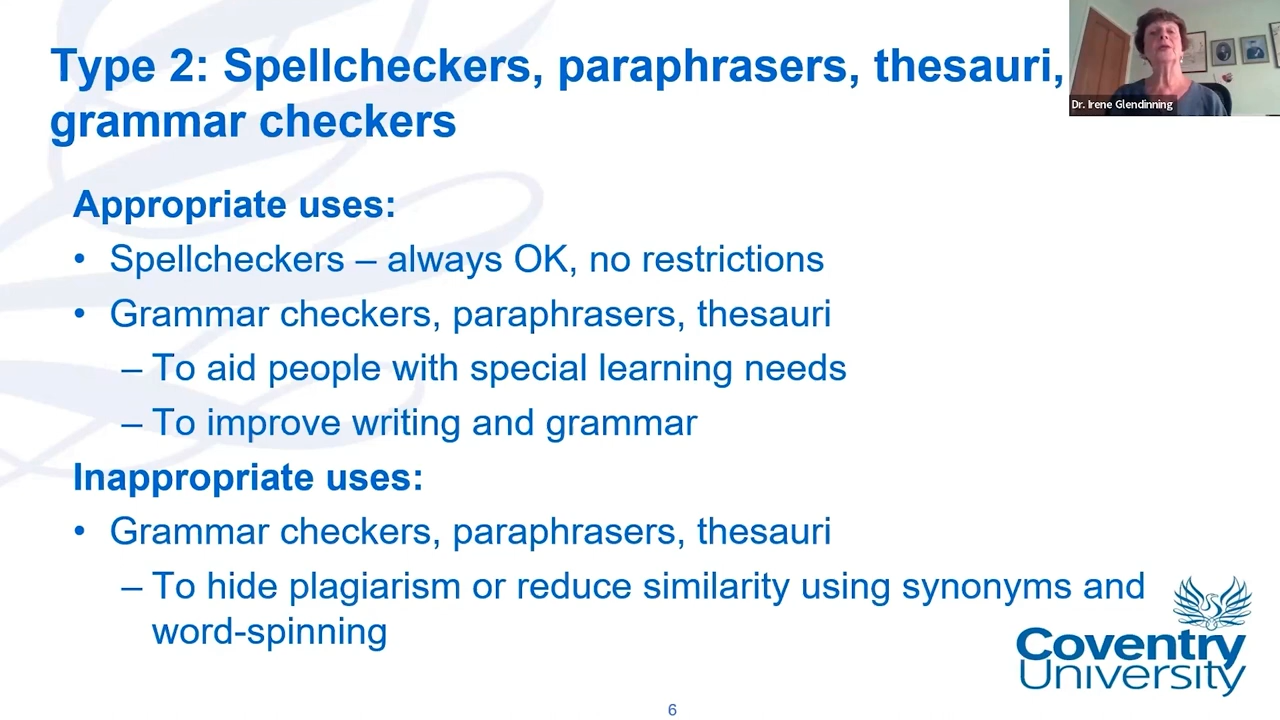 Type 2: Spellcheckers, paraphrasers, thesauri,
grammar checkers
Dr. Irene Glendinning
Appropriate uses:
• Spellcheckers – always OK, no restrictions
• Grammar checkers, paraphrasers, thesauri
– To aid people with special learning needs
– To improve writing and grammar
Inappropriate uses:
• Grammar checkers, paraphrasers, thesauri
– To hide plagiarism or reduce similarity using synonyms and
word-spinning
Coventry
University
6